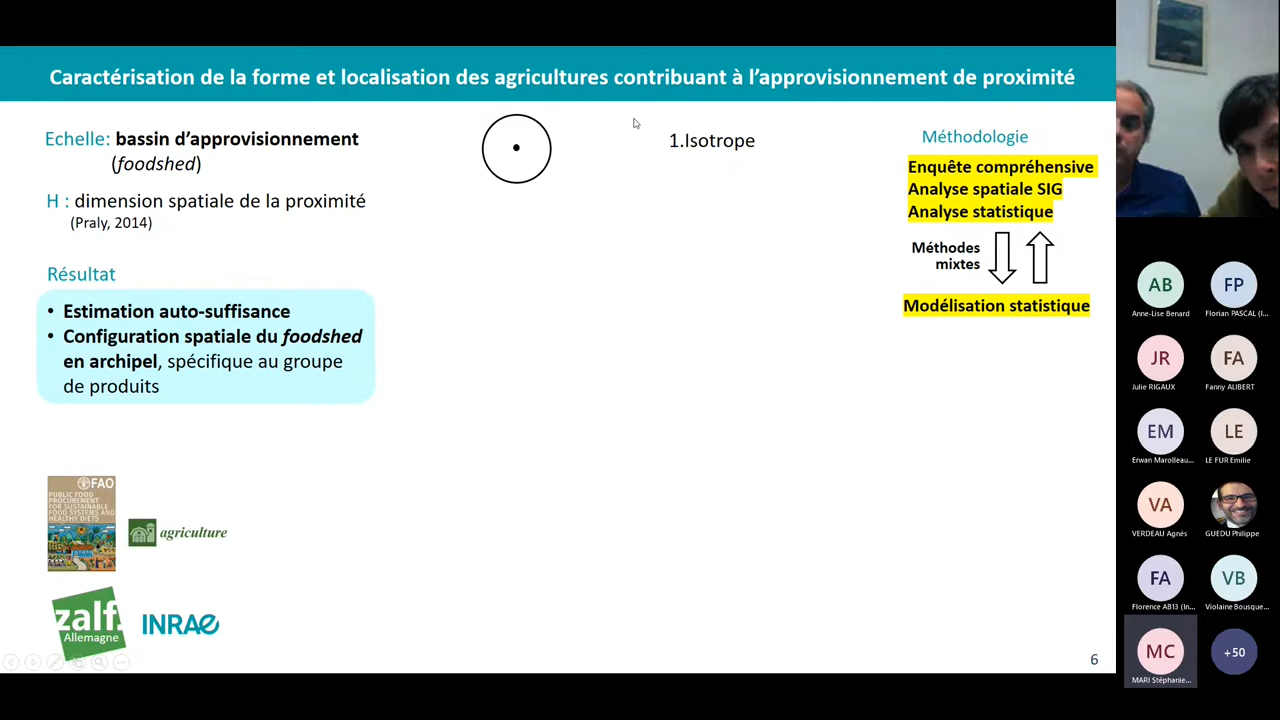 Caractérisation de la forme et localisation des agricultures contribuant à l'approvisionnement de proximité
Echelle: bassin d'approvisionnement
(foodshed)
H : dimension spatiale de la proximité
(Praly, 2014)
Résultat
• Estimation auto-suffisance
• Configuration spatiale du foodshed
en archipel, spécifique au groupe
de produits
1.Isotrope
Méthodologie
Enquête compréhensive
Analyse spatiale SIG
Analyse statistique
Méthodes
mixtes
Modélisation statistique
FAO
PUBLIC FOOD
PROCUREMENT
FOR SUSTAINABLE
FOOD SYSTEMS AND
HEALTHY DIETS
agriculture
zalf.
Allemagne
INRAE
6
AB
Anne-Lise Benard
FP
Florian PASCAL (I...
JR
Julie RIGAUX
FA
Fanny ALIBERT
EM
Erwan Marolleau...
LE
LE FUR Emilie
VA
VERDEAU Agnès
GUEDU Philippe
FA
Florence AB13 (In...
VB
Violaine Bousque...
MC
MARI Stéphanie...
+50